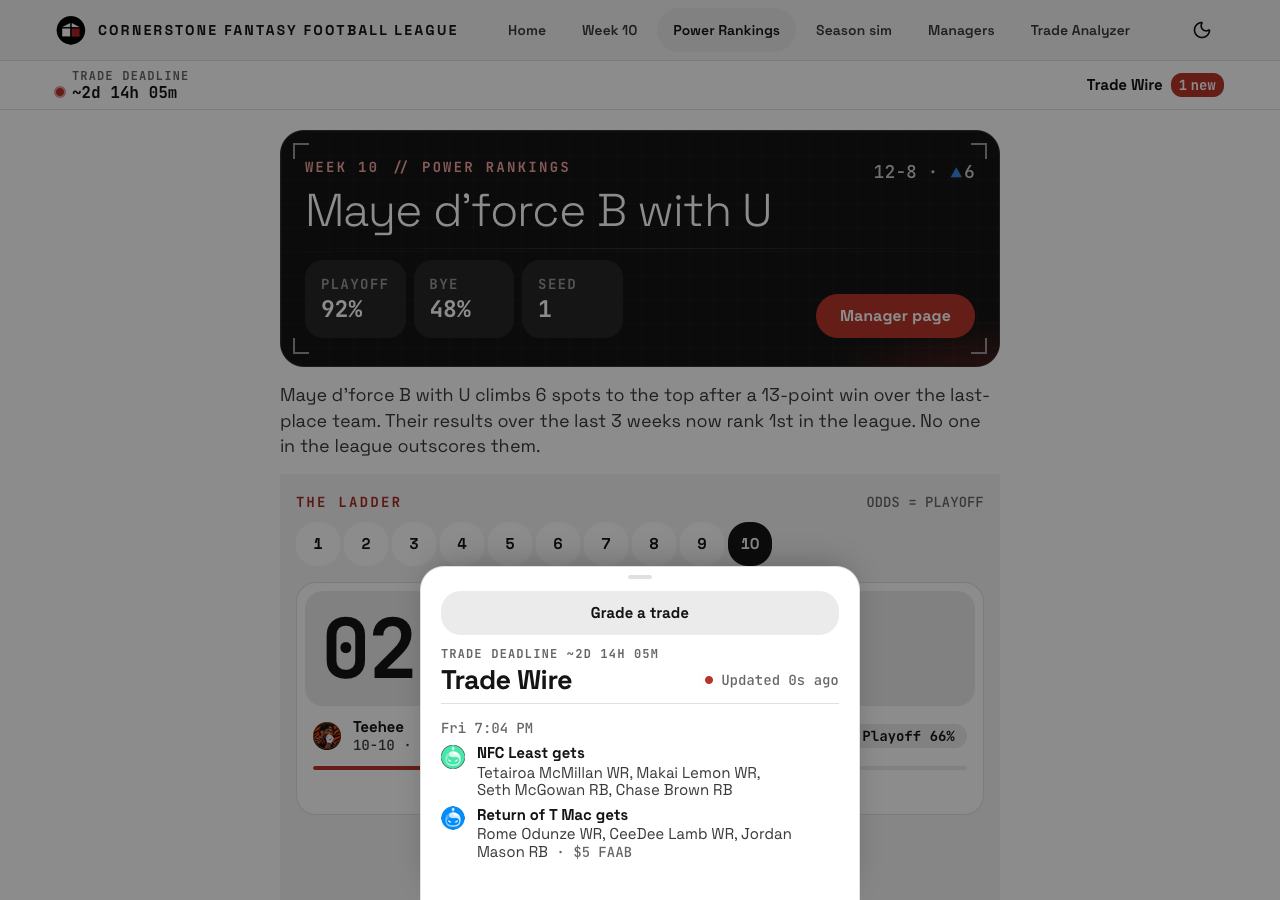 CORNERSTONE FANTASY FOOTBALL LEAGUE
Home
Week 10
Power Rankings
Season sim
Managers
Trade Analyzer
TRADE DEADLINE
~2d 14h 05m
Trade Wire
1 new
WEEK 10 // POWER RANKINGS
12-8 · ▲6
Maye d’force B with U
PLAYOFF
92%
BYE
48%
SEED
1
Manager page
Maye d’force B with U climbs 6 spots to the top after a 13-point win over the last-
place team. Their results over the last 3 weeks now rank 1st in the league. No one
in the league outscores them.
THE LADDER
ODDS = PLAYOFF
1
2
3
4
5
6
7
8
9
10
02
Teehee
10-10 ·
Playoff 66%
Grade a trade
TRADE DEADLINE ~2D 14H 05M
Trade Wire
Updated 0s ago
Fri 7:04 PM
NFC Least gets
Tetairoa McMillan WR, Makai Lemon WR,
Seth McGowan RB, Chase Brown RB
Return of T Mac gets
Rome Odunze WR, CeeDee Lamb WR, Jordan
Mason RB · $5 FAAB